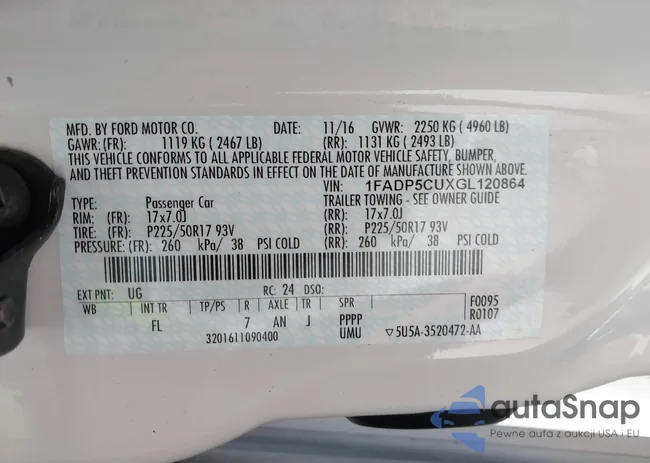 MFD. BY FORD MOTOR CO. DATE: 11/16 GVWR: 2250 KG ( 4960 LB)
GAWR: (FR): 1119 KG ( 2467 LB) (RR): 1131 KG ( 2493 LB)
THIS VEHICLE CONFORMS TO ALL APPLICABLE FEDERAL MOTOR VEHICLE SAFETY, BUMPER,
AND THEFT PREVENTION STANDARDS IN EFFECT ON THE DATE OF MANUFACTURE SHOWN ABOVE.
VIN: 1FADP5CUXGL120864
TYPE: Passenger Car TRAILER TOWING - SEE OWNER GUIDE
RIM: (FR): 17x7.0J (RR): 17x7.0J
TIRE: (FR): P225/50R17 93V (RR): P225/50R17 93V
PRESSURE: (FR): 260 kPa/ 38 PSI COLD (RR): 260 kPa/ 38 PSI COLD
EXT PNT: UG RC: 24 DSO: F0095
WB INT TR TP/PS R AXLE TR SPR R0107
FL 7 AN J PPPP
3201611090400 UMU ▽5U5A-3520472-AA
autaSnap
Pewne auta z aukcji USA i EU